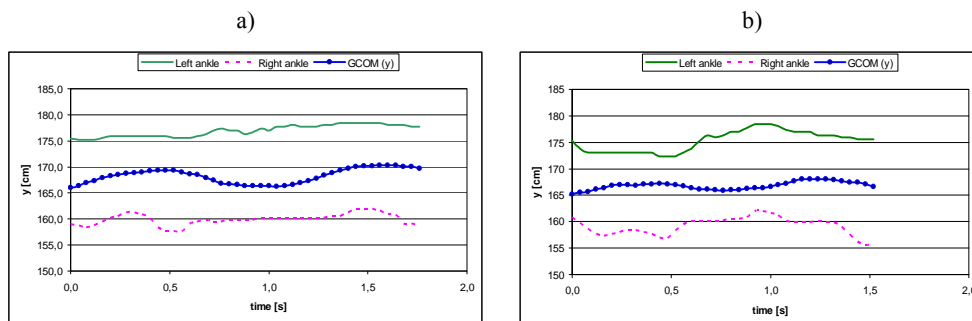 a)
Left ankle Right ankle GCOM (y)
185,0
180,0
175,0
170,0
165,0
160,0
155,0
150,0
y [cm]
0,0 0,5 1,0 1,5 2,0
time [s]
b)
Left ankle Right ankle GCOM (y)
185
180
175
170
165
160
155
150
y [cm]
0,0 0,5 1,0 1,5 2,0
time [s]